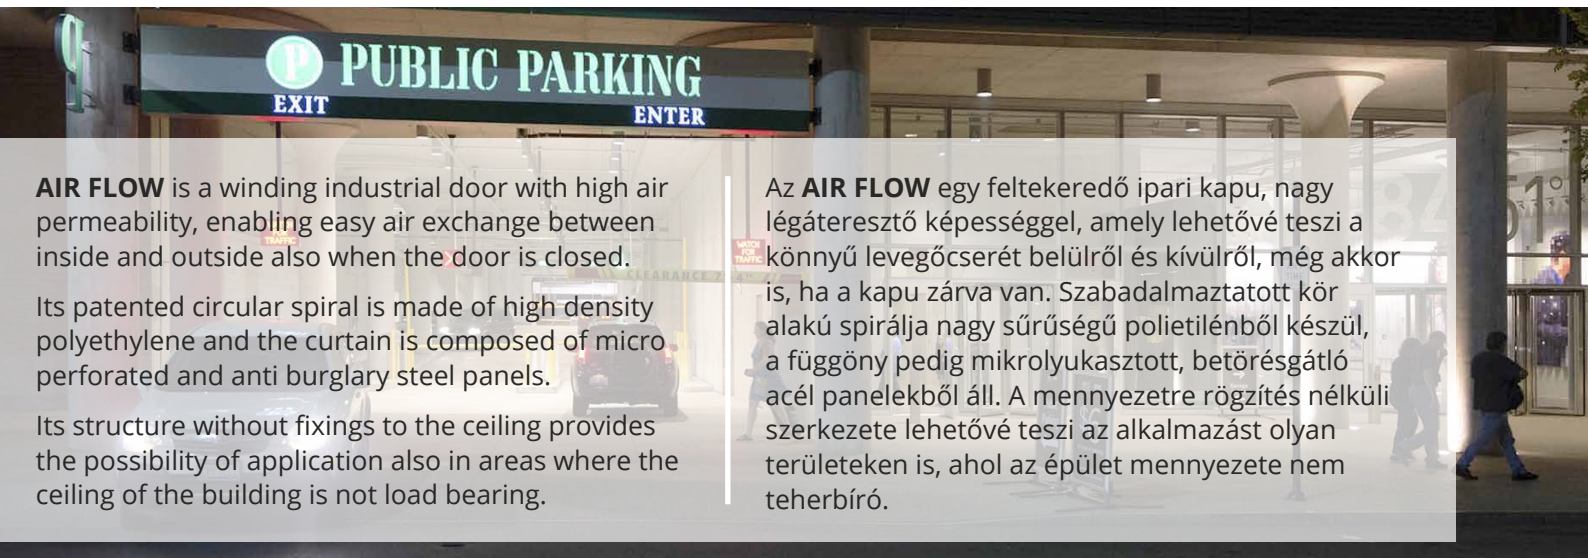 P PUBLIC PARKING
EXIT
ENTER
AIR FLOW is a winding industrial door with high air
permeability, enabling easy air exchange between
inside and outside also when the door is closed.
Its patented circular spiral is made of high density
polyethylene and the curtain is composed of micro
perforated and anti burglary steel panels.
Its structure without fixings to the ceiling provides
the possibility of application also in areas where the
ceiling of the building is not load bearing.
Az AIR FLOW egy feltekeredő ipari kapu, nagy
légáteresztő képességgel, amely lehetővé teszi a
könnyű levegőcserét belülről és kívülről, még akkor
is, ha a kapu zárva van. Szabadalmaztatott kör
alakú spirálja nagy sűrűségű polietilénből készül,
a függöny pedig mikrolyukasztott, betörésgátló
acél panelekből áll. A mennyezetre rögzítés nélküli
szerkezete lehetővé teszi az alkalmazást olyan
területeken is, ahol az épület mennyezete nem
teherbíró.
WATCH
FOR
TRAFFIC
CLEARANCE